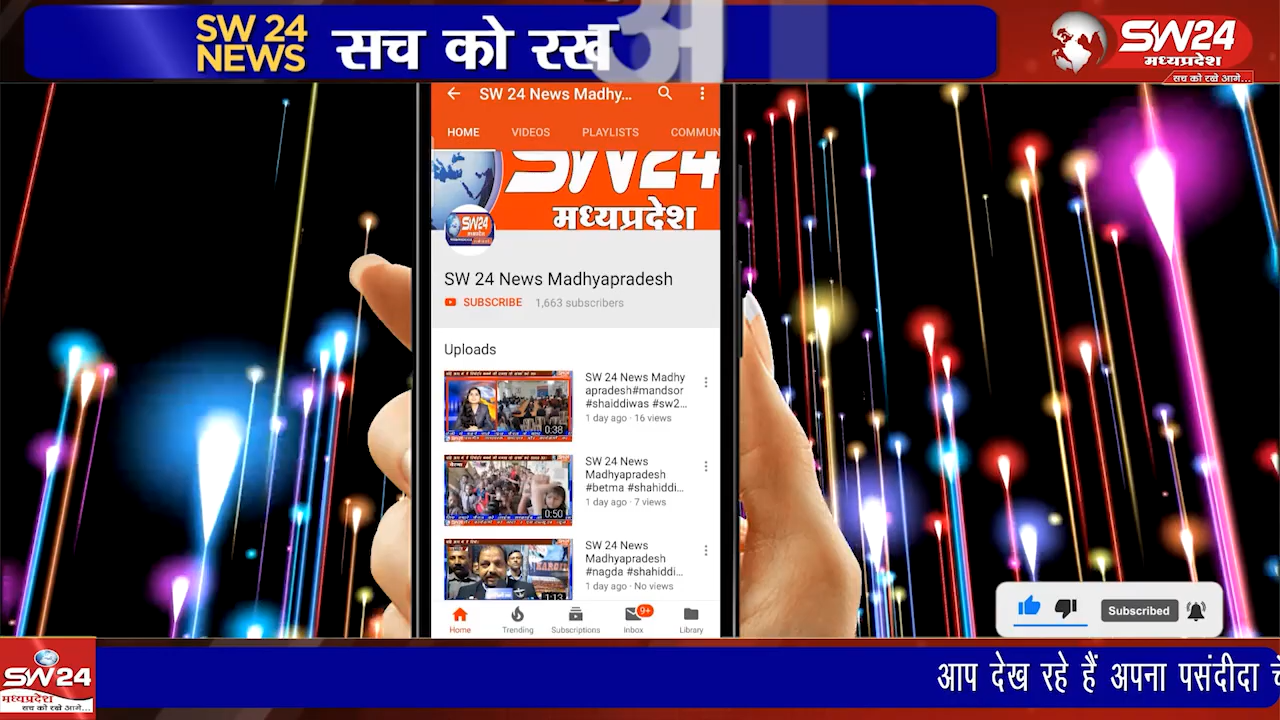 SW 24
NEWS
सच को रख
SW24
मध्यप्रदेश
सच को रखे आगे...
SW 24 News Madhy...
HOME VIDEOS PLAYLISTS COMMUN
SW24
मध्यप्रदेश
SW24
SW 24 News Madhyapradesh
SUBSCRIBE 1,663 subscribers
Uploads
SW 24 News Madhy
apradesh#mandsor
#shaiddiwas #sw2...
1 day ago · 16 views
0:38
SW 24 News
Madhyapradesh
#betma #shahiddi...
1 day ago · 7 views
0:50
SW 24 News
Madhyapradesh
#nagda #shahiddi...
1 day ago · No views
1:13
9+
Home Trending Subscriptions Inbox Library
Subscribed
SW24
मध्यप्रदेश
सच को रखे आगे...
आप देख रहे हैं अपना पसंदीदा